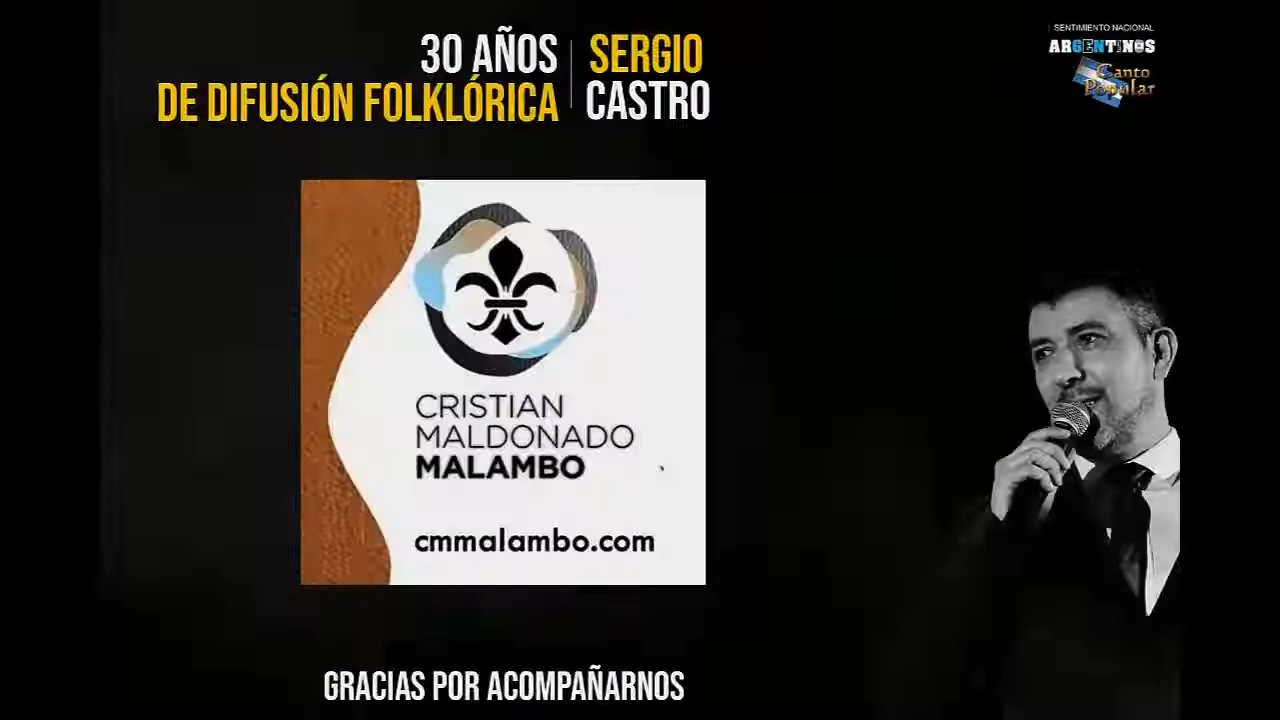 30 AÑOS
DE DIFUSIÓN FOLKLÓRICA
SERGIO
CASTRO
SENTIMIENTO NACIONAL
ARGENTINOS
Canto
Popular
CRISTIAN
MALDONADO
MALAMBO
cmmalambo.com
GRACIAS POR ACOMPAÑARNOS